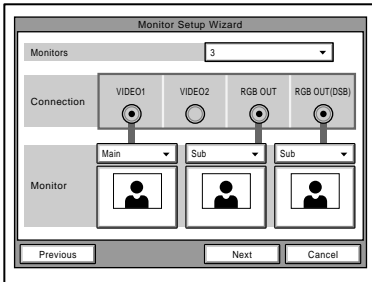 Monitor Setup Wizard
Monitors 3
VIDEO1 VIDEO2 RGB OUT RGB OUT(DSB)
Connection
Main Sub Sub
Monitor
Previous Next Cancel